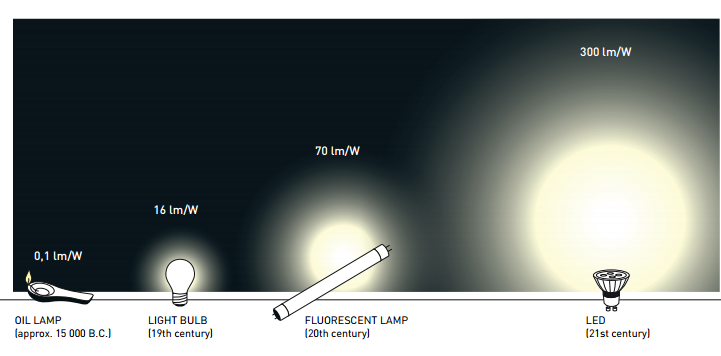 300 lm/W
70 lm/W
16 lm/W
0,1 lm/W
OIL LAMP
(approx. 15 000 B.C.)
LIGHT BULB
(19th century)
FLUORESCENT LAMP
(20th century)
LED
(21st century)